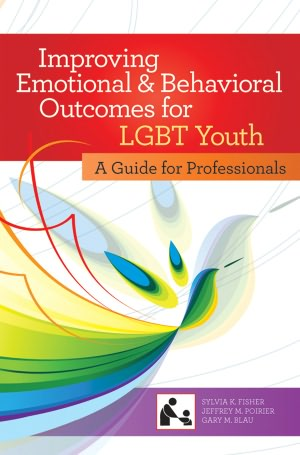 Improving
Emotional & Behavioral
Outcomes for
LGBT Youth
A Guide for Professionals
SYLVIA K. FISHER
JEFFREY M. POIRIER
GARY M. BLAU